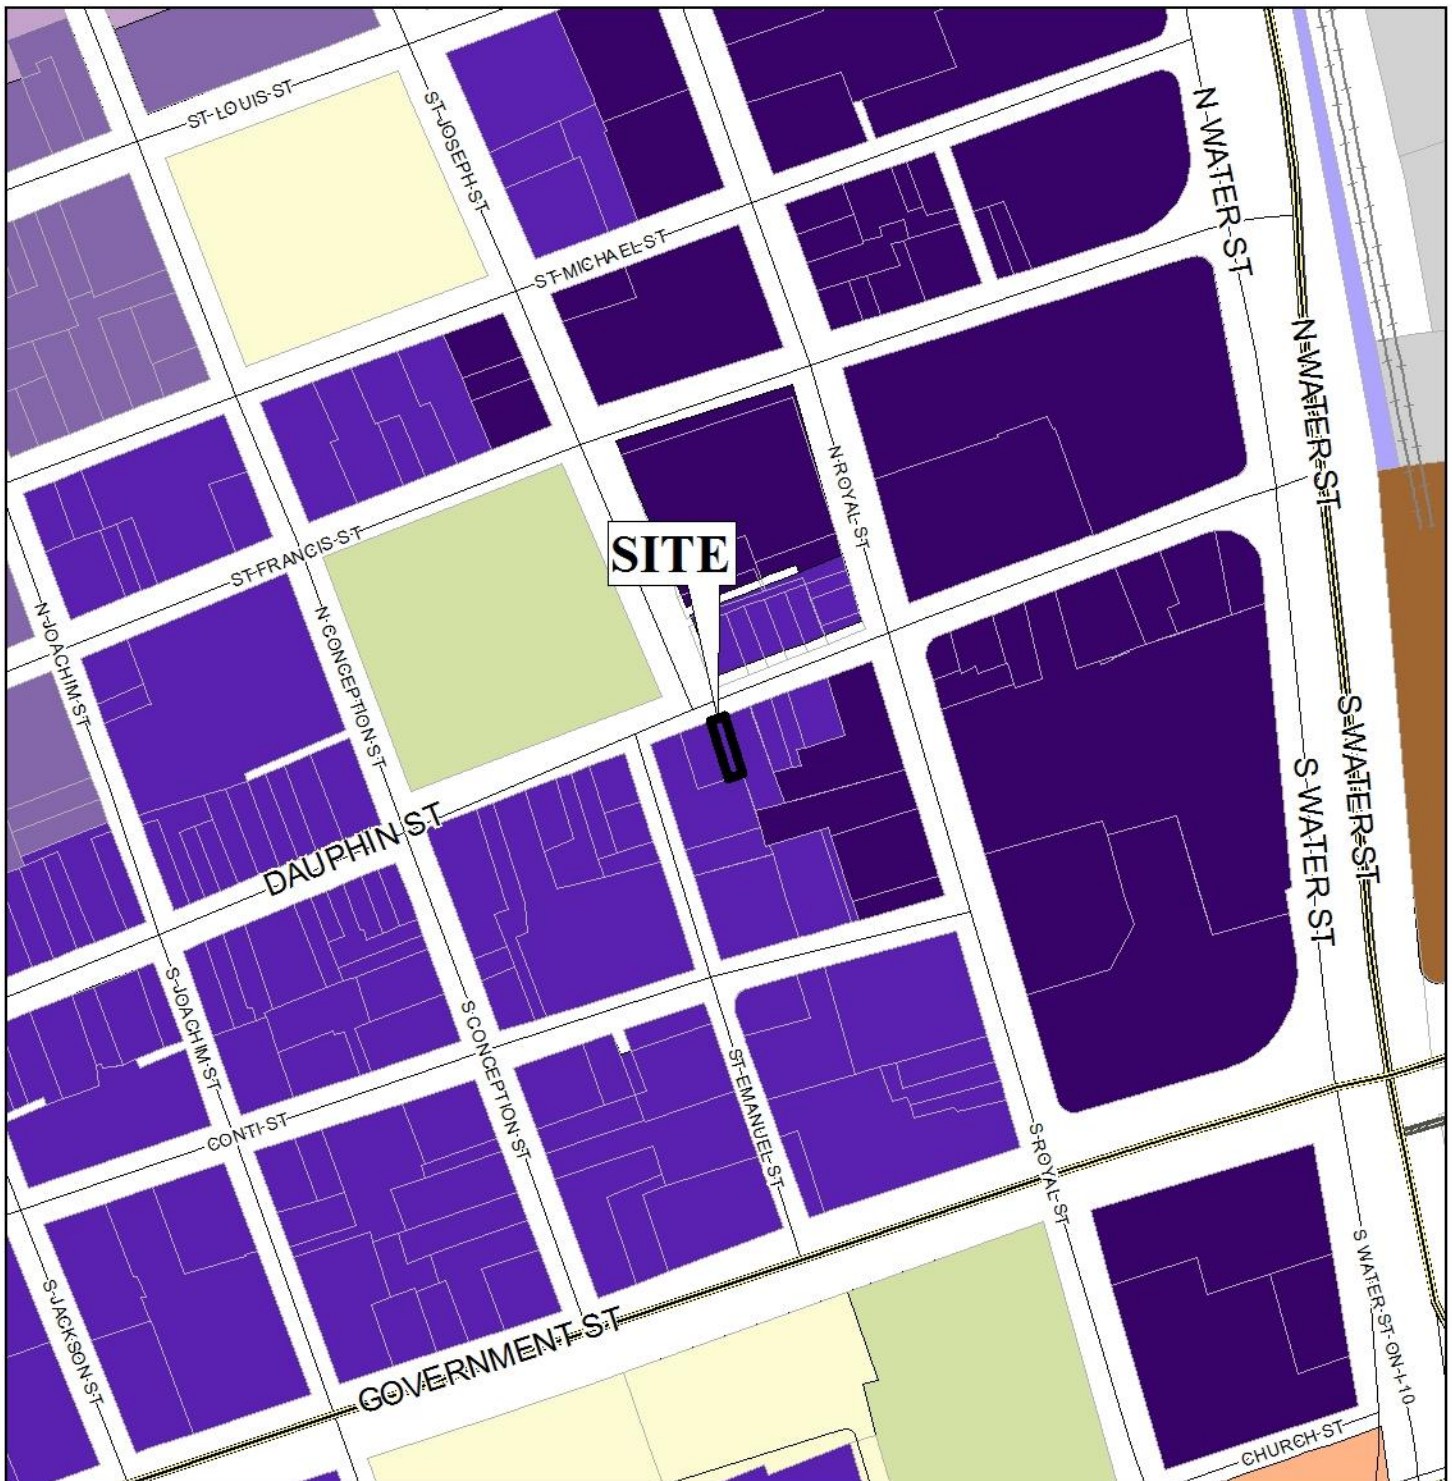 ST LOUIS ST
ST JOSEPH ST
N WATER ST
ST MICHAEL ST
N WATER ST
N ROYAL ST
SITE
ST FRANCIS ST
N JOACHIM ST
N CONCEPTION ST
S WATER ST
S WATER ST
DAUPHIN ST
S JOACHIM ST
S CONCEPTION ST
ST EMANUEL ST
CONTI ST
S ROYAL ST
S JACKSON ST
S WATER ST ON I-10
GOVERNMENT ST
CHURCH ST